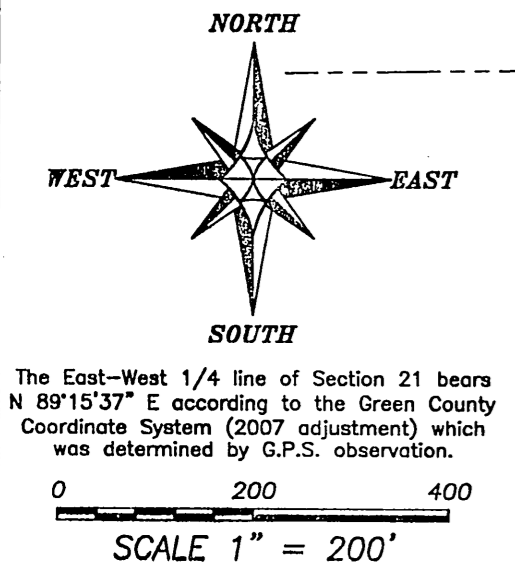 NORTH
WEST EAST
SOUTH
The East-West 1/4 line of Section 21 bears
N 89°15'37" E according to the Green County
Coordinate System (2007 adjustment) which
was determined by G.P.S. observation.
0 200 400
SCALE 1" = 200'